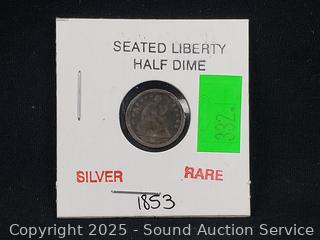 SEATED LIBERTY
HALF DIME
332.
SILVER RARE
1853
Copyright 2025 - Sound Auction Service